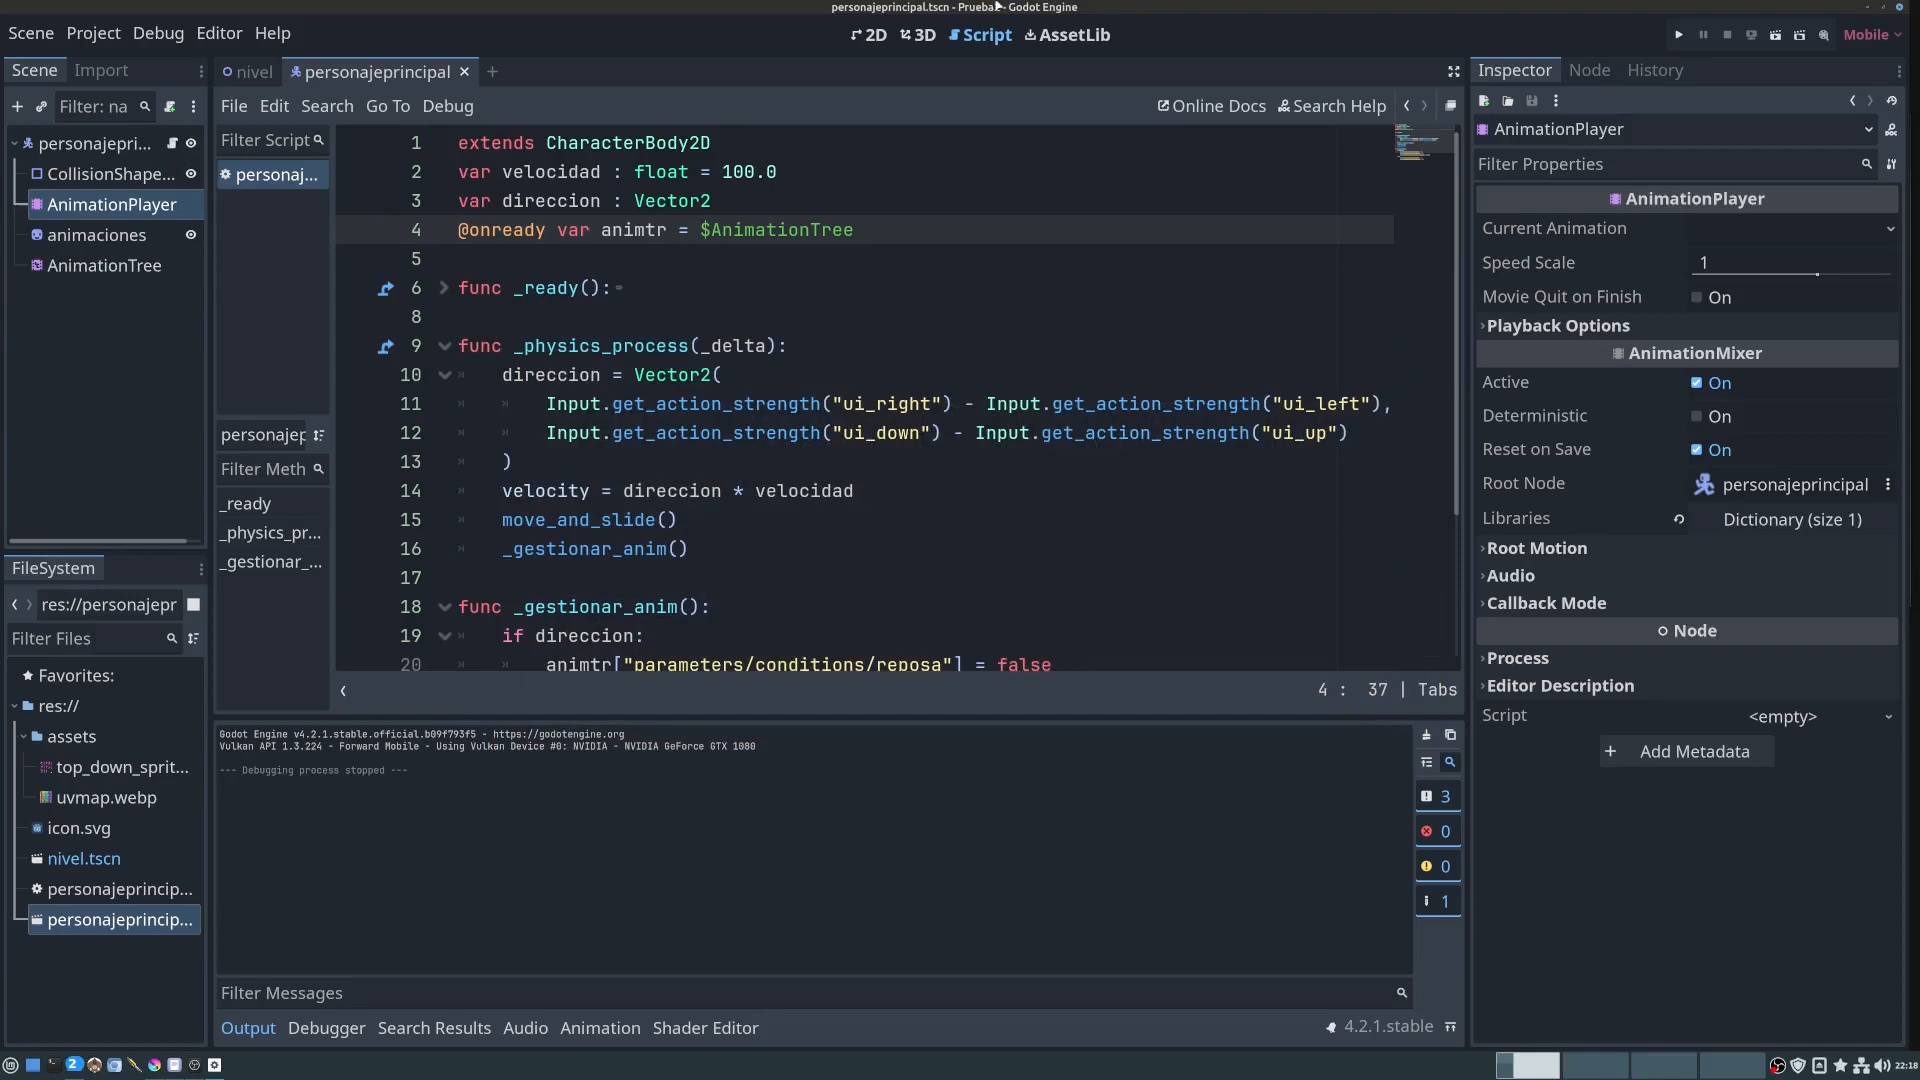 personajeprincipal.tscn - Prueba - Godot Engine
Scene Project Debug Editor Help
2D 3D Script AssetLib
Mobile
Scene Import
nivel personajeprincipal
Inspector Node History
Filter: na
File Edit Search Go To Debug
Online Docs Search Help
personajepri...
CollisionShape...
AnimationPlayer
animaciones
AnimationTree
Filter Script
personaj...
personajep
Filter Meth
_ready
_physics_pr...
_gestionar_...
1 extends CharacterBody2D
2 var velocidad : float = 100.0
3 var direccion : Vector2
4 @onready var animtr = $AnimationTree
5
6 func _ready():
8
9 func _physics_process(_delta):
10 direccion = Vector2(
11 Input.get_action_strength("ui_right") - Input.get_action_strength("ui_left"),
12 Input.get_action_strength("ui_down") - Input.get_action_strength("ui_up")
13 )
14 velocity = direccion * velocidad
15 move_and_slide()
16 _gestionar_anim()
17
18 func _gestionar_anim():
19 if direccion:
20 animtr["parameters/conditions/reposa"] = false
4 : 37 | Tabs
FileSystem
res://personajepr
Filter Files
Favorites:
res://
assets
top_down_sprit...
uvmap.webp
icon.svg
nivel.tscn
personajeprincip...
personajeprincip...
Godot Engine v4.2.1.stable.official.b09f793f5 - https://godotengine.org
Vulkan API 1.3.224 - Forward Mobile - Using Vulkan Device #0: NVIDIA - NVIDIA GeForce GTX 1080
--- Debugging process stopped ---
3
0
0
1
Filter Messages
Output Debugger Search Results Audio Animation Shader Editor
4.2.1.stable
AnimationPlayer
Filter Properties
AnimationPlayer
Current Animation
Speed Scale 1
Movie Quit on Finish On
Playback Options
AnimationMixer
Active On
Deterministic On
Reset on Save On
Root Node personajeprincipal
Libraries Dictionary (size 1)
Root Motion
Audio
Callback Mode
Node
Process
Editor Description
Script <empty>
Add Metadata
2
22:18